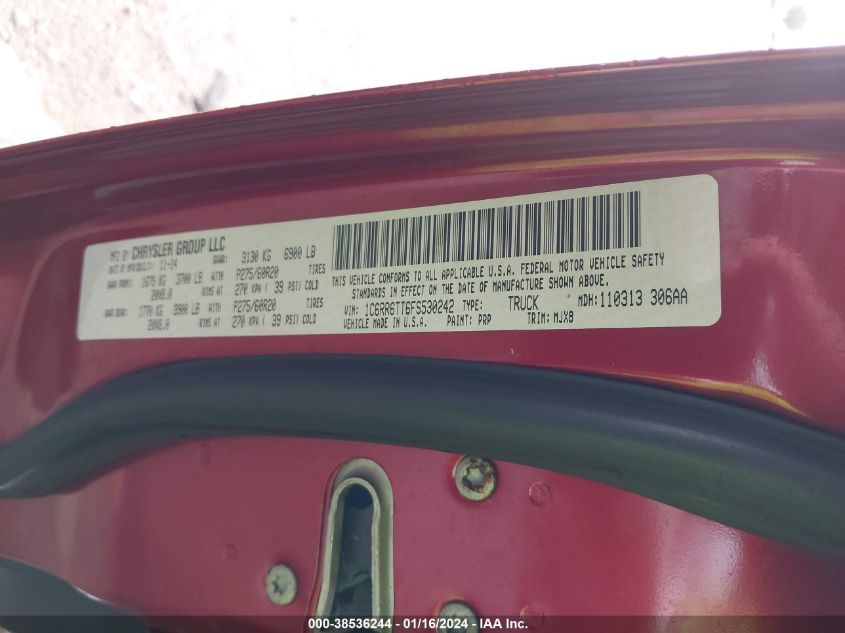 MFD BY CHRYSLER GROUP LLC
DATE OF MFR(BUILT): 11-14 GVWR: 3130 KG 6900 LB
GAWR FRONT: 1675 KG 3700 LB WITH P275/60R20 TIRES
20X8.0 RIMS AT 270 KPA ( 39 PSI) COLD
GAWR REAR: 1770 KG 3900 LB WITH P275/60R20 TIRES
20X8.0 RIMS AT 270 KPA ( 39 PSI) COLD
THIS VEHICLE CONFORMS TO ALL APPLICABLE U.S.A. FEDERAL MOTOR VEHICLE SAFETY
STANDARDS IN EFFECT ON THE DATE OF MANUFACTURE SHOWN ABOVE.
VIN: 1C6RR6TT6FS530242 TYPE: TRUCK MDH: 110313 306AA
VEHICLE MADE IN U.S.A. PAINT: PRP TRIM: MJX8
000-38536244 - 01/16/2024 - IAA Inc.